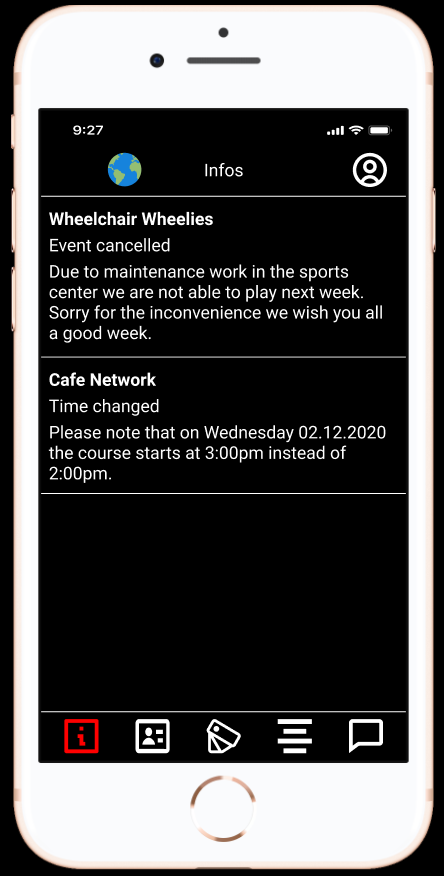 9:27
Infos
Wheelchair Wheelies
Event cancelled
Due to maintenance work in the sports
center we are not able to play next week.
Sorry for the inconvenience we wish you all
a good week.
Cafe Network
Time changed
Please note that on Wednesday 02.12.2020
the course starts at 3:00pm instead of
2:00pm.